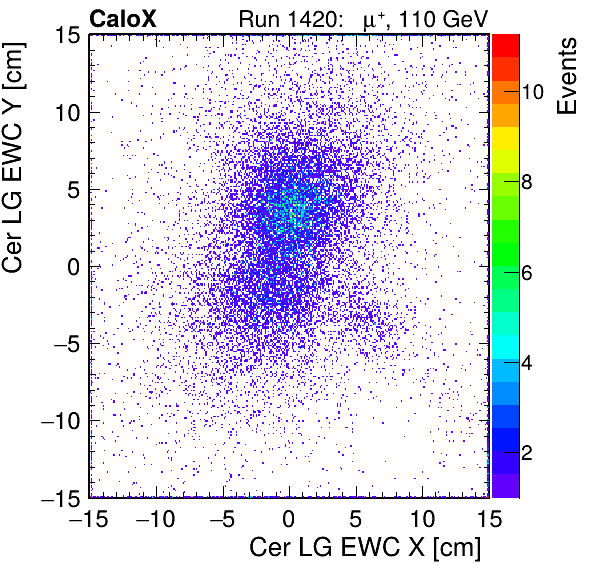 CaloX Run 1420: μ⁺, 110 GeV
Cer LG EWC Y [cm]
15
10
5
0
−5
−10
−15
−15 −10 −5 0 5 10 15
Cer LG EWC X [cm]
Events
10
8
6
4
2